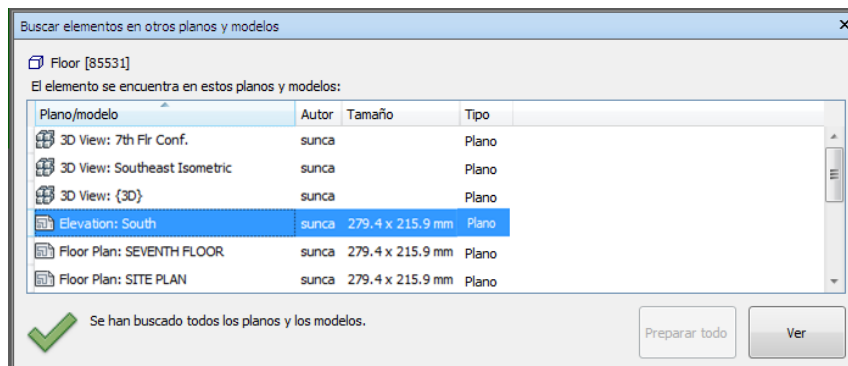 Buscar elementos en otros planos y modelos
Floor [85531]
El elemento se encuentra en estos planos y modelos:
Plano/modelo Autor Tamaño Tipo
3D View: 7th Flr Conf. sunca Plano
3D View: Southeast Isometric sunca Plano
3D View: {3D} sunca Plano
Elevation: South sunca 279.4 x 215.9 mm Plano
Floor Plan: SEVENTH FLOOR sunca 279.4 x 215.9 mm Plano
Floor Plan: SITE PLAN sunca 279.4 x 215.9 mm Plano
Se han buscado todos los planos y los modelos.
Preparar todo Ver